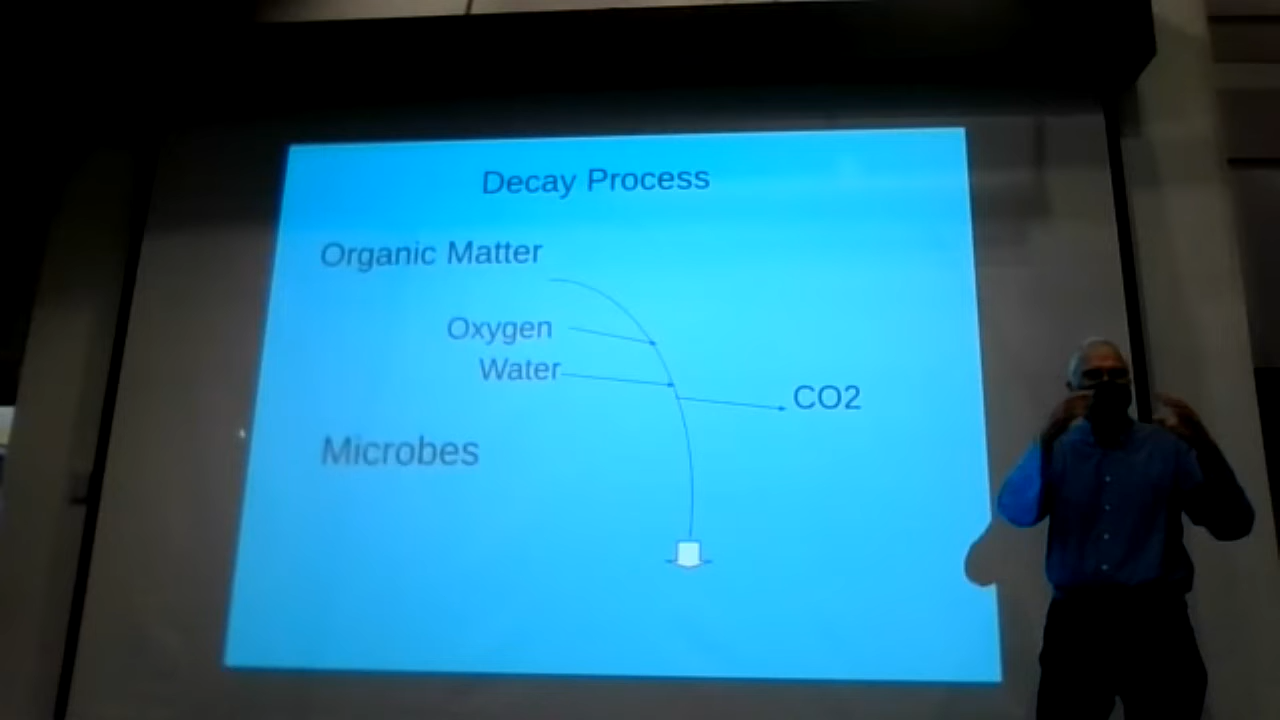 Decay Process
Organic Matter
Oxygen
Water
CO2
Microbes